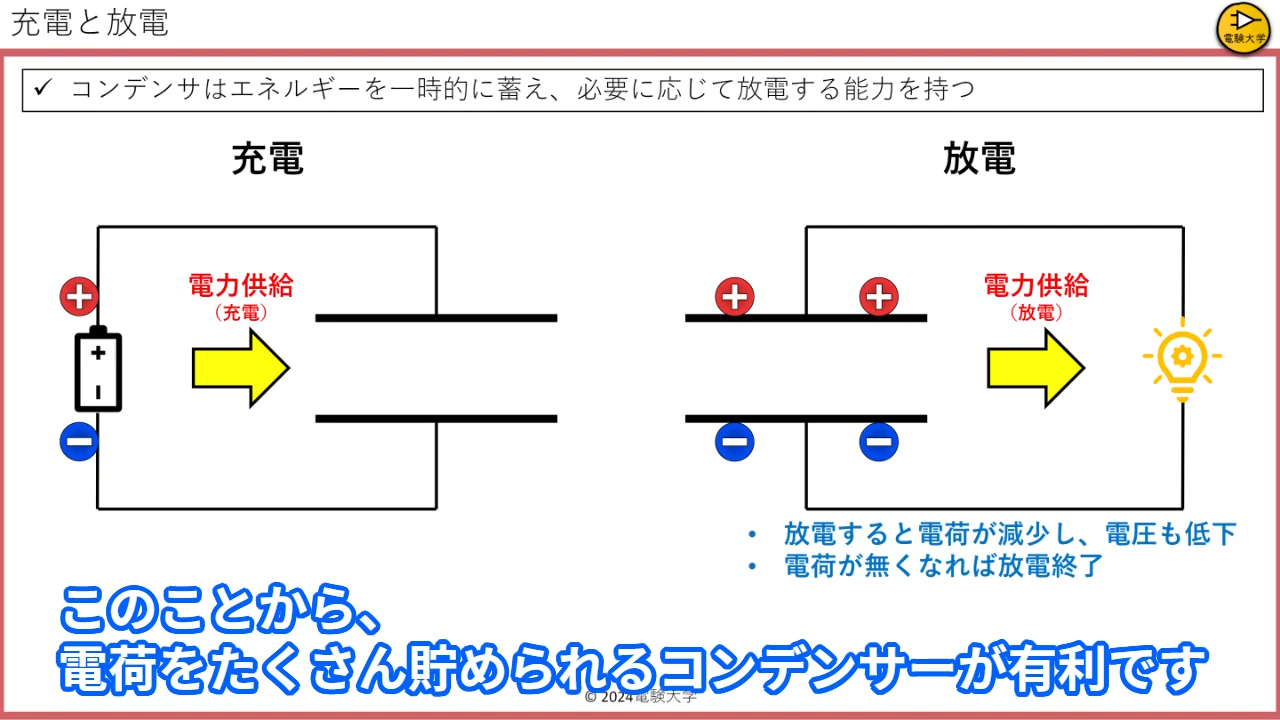 充電と放電
電験大学
✓ コンデンサはエネルギーを一時的に蓄え、必要に応じて放電する能力を持つ
充電
放電
電力供給
（充電）
電力供給
（放電）
• 放電すると電荷が減少し、電圧も低下
• 電荷が無くなれば放電終了
このことから、
電荷をたくさん貯められるコンデンサーが有利です
© 2024電験大学